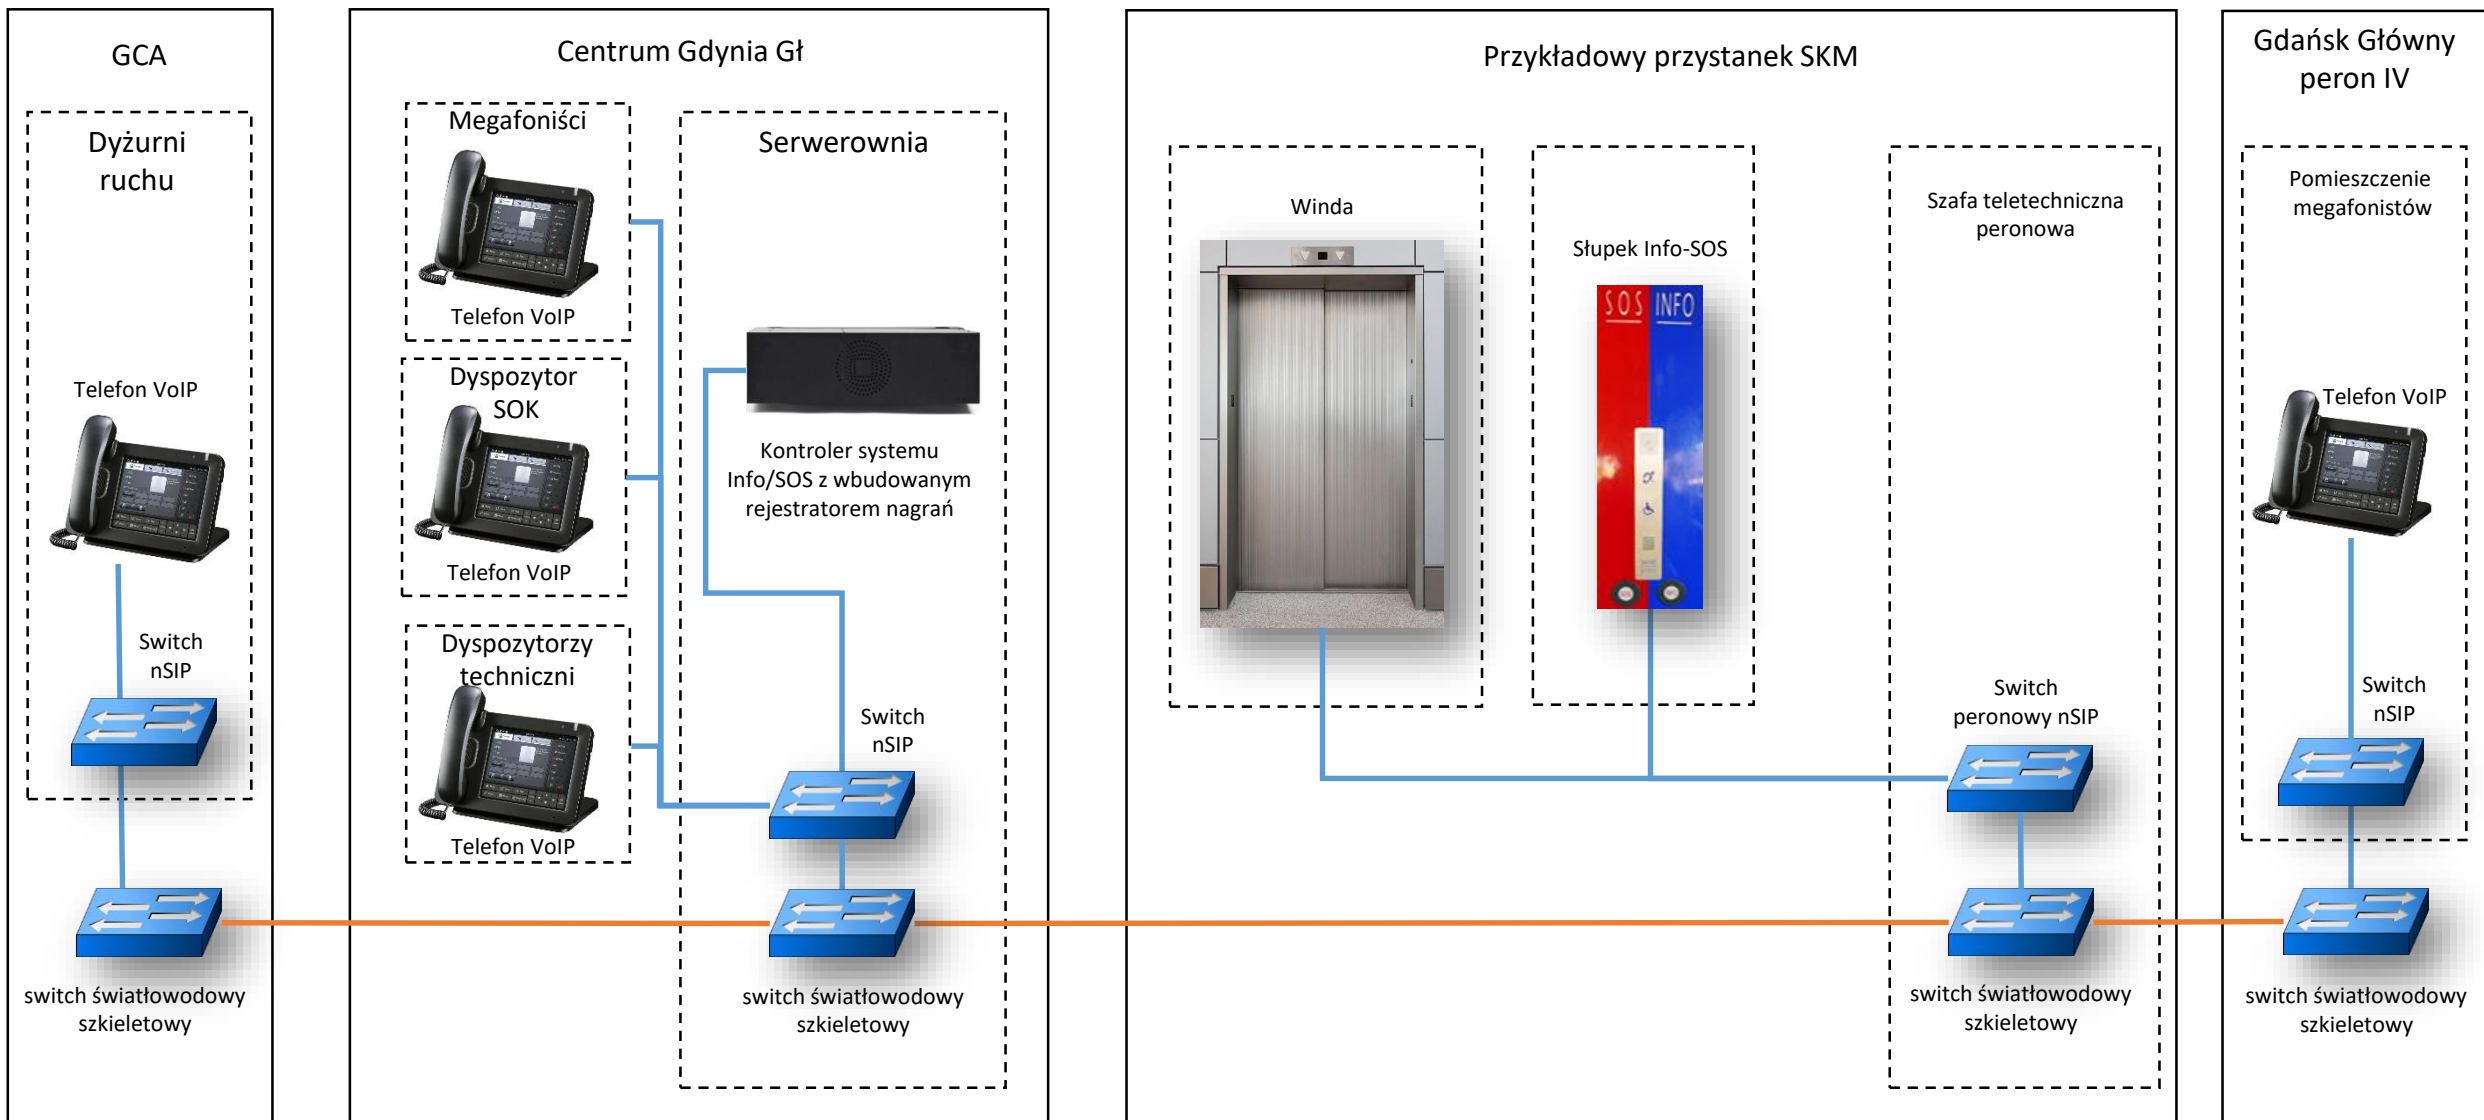 GCA
Dyżurni
ruchu
Telefon VoIP
Switch
nSIP
switch światłowodowy
szkieletowy
Centrum Gdynia Gł
Megafoniści
Telefon VoIP
Dyspozytor
SOK
Telefon VoIP
Dyspozytorzy
techniczni
Telefon VoIP
Serwerownia
Kontroler systemu
Info/SOS z wbudowanym
rejestratorem nagrań
Switch
nSIP
switch światłowodowy
szkieletowy
Przykładowy przystanek SKM
Winda
Słupek Info-SOS
SOS INFO
Szafa teletechniczna
peronowa
Switch
peronowy nSIP
switch światłowodowy
szkieletowy
Gdańsk Główny
peron IV
Pomieszczenie
megafonistów
Telefon VoIP
Switch
nSIP
switch światłowodowy
szkieletowy